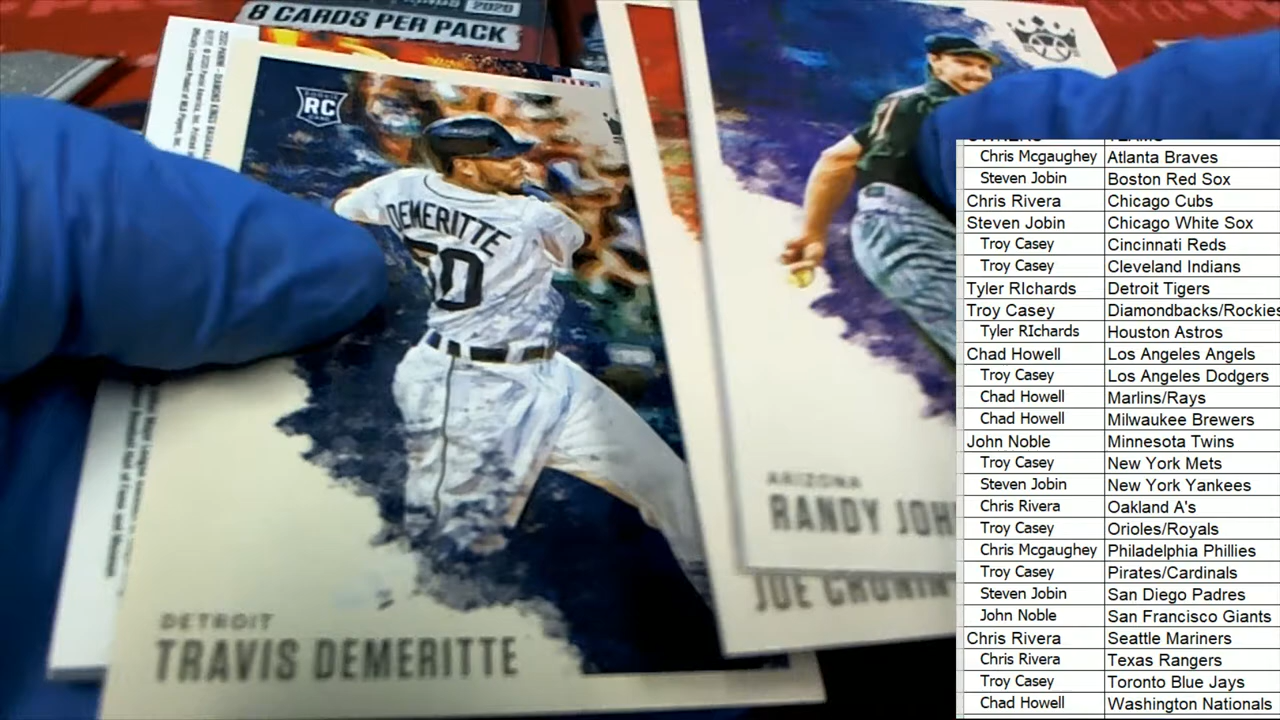 2020
8 CARDS PER PACK
RC
DEMERITTE
50
DETROIT
TRAVIS DEMERITTE
ARIZONA
RANDY JOH
JOE CRONIN
Chris Mcgaughey Atlanta Braves
Steven Jobin Boston Red Sox
Chris Rivera Chicago Cubs
Steven Jobin Chicago White Sox
Troy Casey Cincinnati Reds
Troy Casey Cleveland Indians
Tyler RIchards Detroit Tigers
Troy Casey Diamondbacks/Rockies
Tyler RIchards Houston Astros
Chad Howell Los Angeles Angels
Troy Casey Los Angeles Dodgers
Chad Howell Marlins/Rays
Chad Howell Milwaukee Brewers
John Noble Minnesota Twins
Troy Casey New York Mets
Steven Jobin New York Yankees
Chris Rivera Oakland A's
Troy Casey Orioles/Royals
Chris Mcgaughey Philadelphia Phillies
Troy Casey Pirates/Cardinals
Steven Jobin San Diego Padres
John Noble San Francisco Giants
Chris Rivera Seattle Mariners
Chris Rivera Texas Rangers
Troy Casey Toronto Blue Jays
Chad Howell Washington Nationals